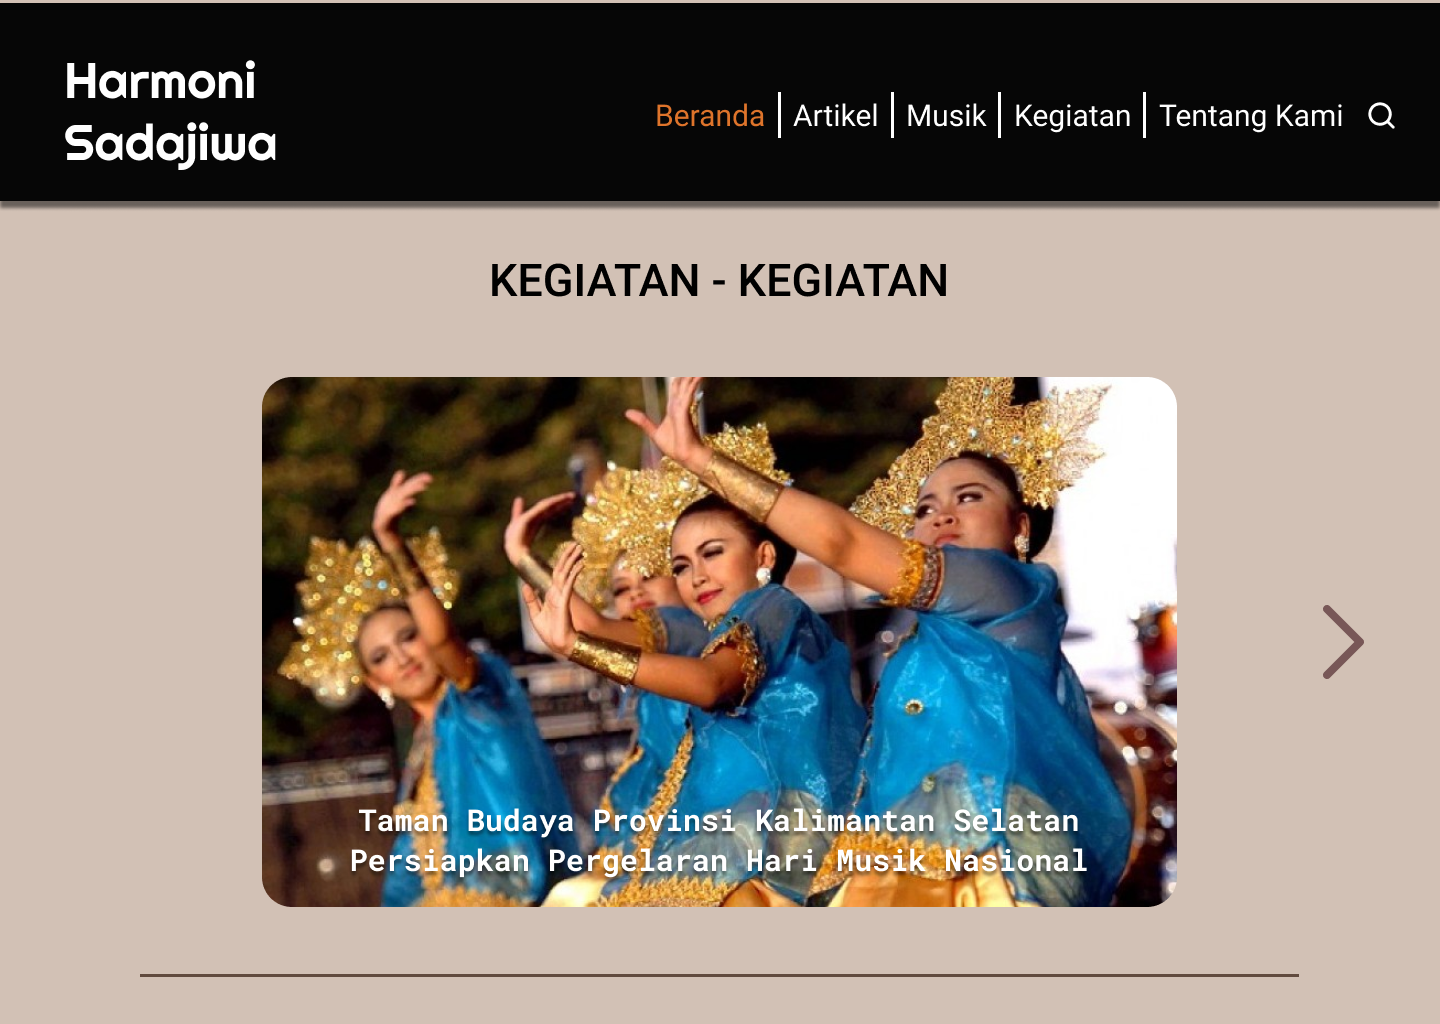 Harmoni
Sadajiwa
Beranda Artikel Musik Kegiatan Tentang Kami
KEGIATAN - KEGIATAN
Taman Budaya Provinsi Kalimantan Selatan
Persiapkan Pergelaran Hari Musik Nasional